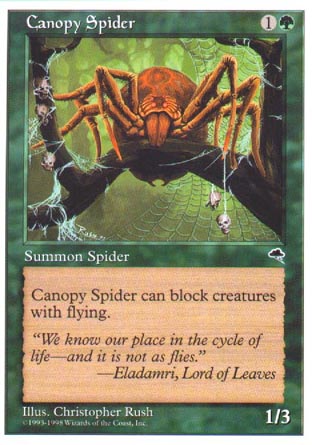 Canopy Spider 1
Summon Spider
Canopy Spider can block creatures
with flying.
“We know our place in the cycle of
life—and it is not as flies.”
—Eladamri, Lord of Leaves
Illus. Christopher Rush
©1993-1998 Wizards of the Coast, Inc.
1/3